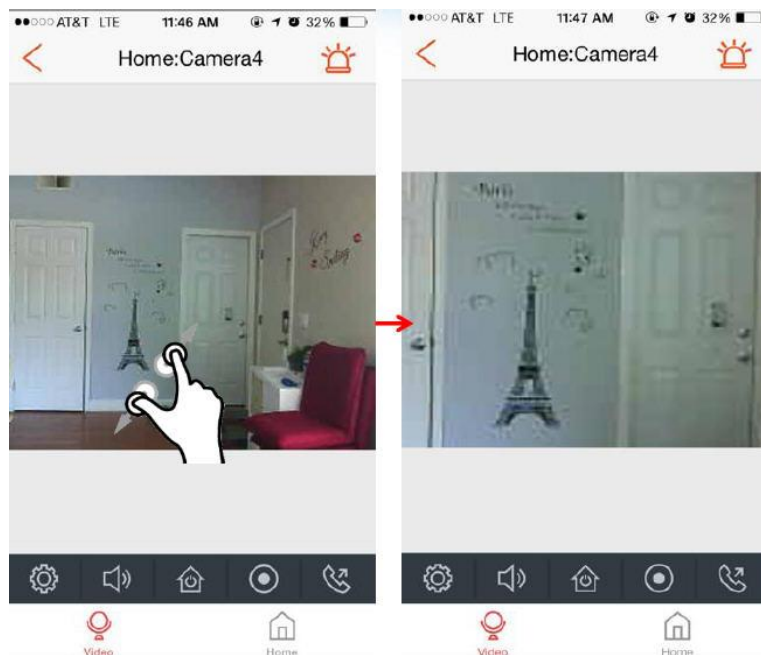 AT&T LTE 11:46 AM 32%
Home:Camera4
Paris
Video
Home
AT&T LTE 11:47 AM 32%
Home:Camera4
Paris
Video
Home